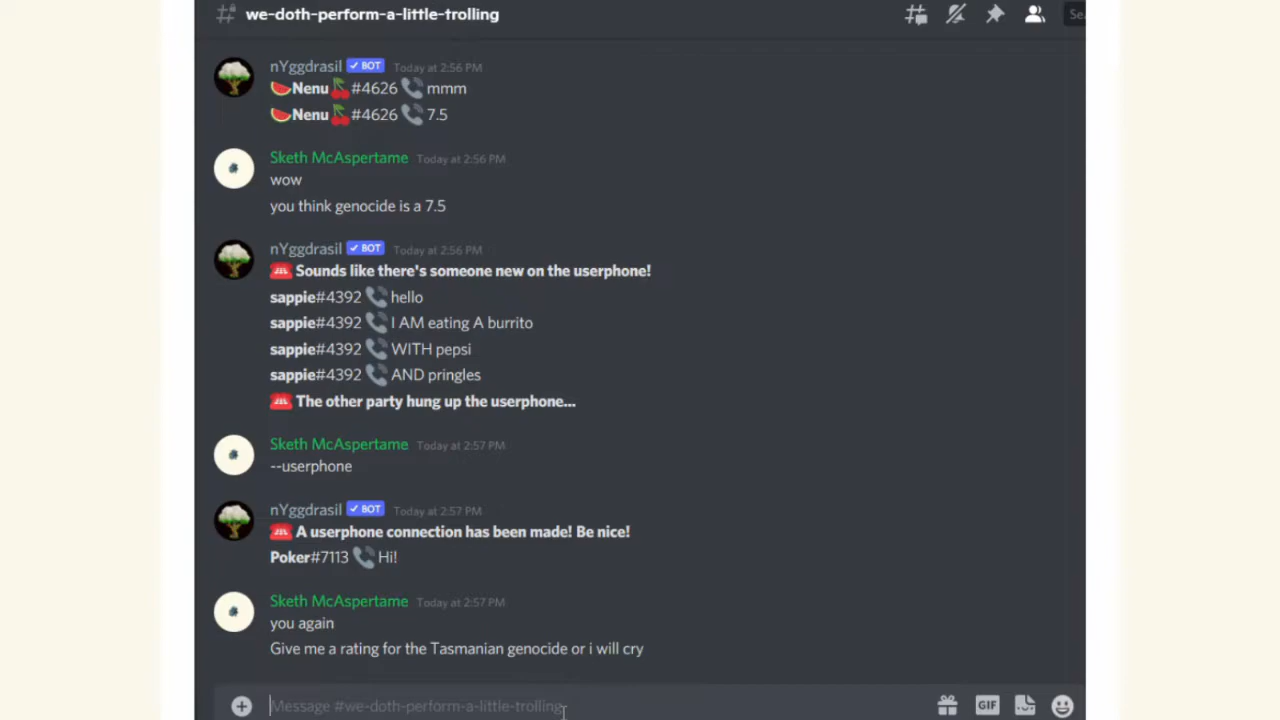 we-doth-perform-a-little-trolling
nYggdrasil ✓ BOT Today at 2:56 PM
🍉Nenu🍒#4626 📞 mmm
🍉Nenu🍒#4626 📞 7.5
Sketh McAspertame Today at 2:56 PM
wow
you think genocide is a 7.5
nYggdrasil ✓ BOT Today at 2:56 PM
☎️ Sounds like there's someone new on the userphone!
sappie#4392 📞 hello
sappie#4392 📞 I AM eating A burrito
sappie#4392 📞 WITH pepsi
sappie#4392 📞 AND pringles
☎️ The other party hung up the userphone...
Sketh McAspertame Today at 2:57 PM
--userphone
nYggdrasil ✓ BOT Today at 2:57 PM
☎️ A userphone connection has been made! Be nice!
Poker#7113 📞 Hi!
Sketh McAspertame Today at 2:57 PM
you again
Give me a rating for the Tasmanian genocide or i will cry
Message #we-doth-perform-a-little-trolling
GIF